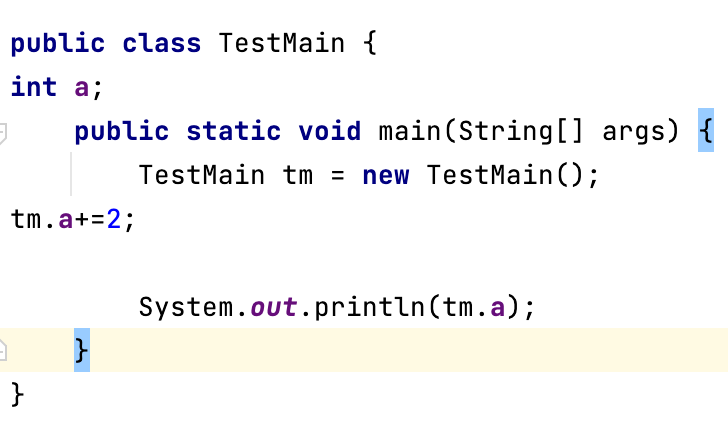 public class TestMain {
int a;
    public static void main(String[] args) {
        TestMain tm = new TestMain();
tm.a+=2;

        System.out.println(tm.a);
    }
}